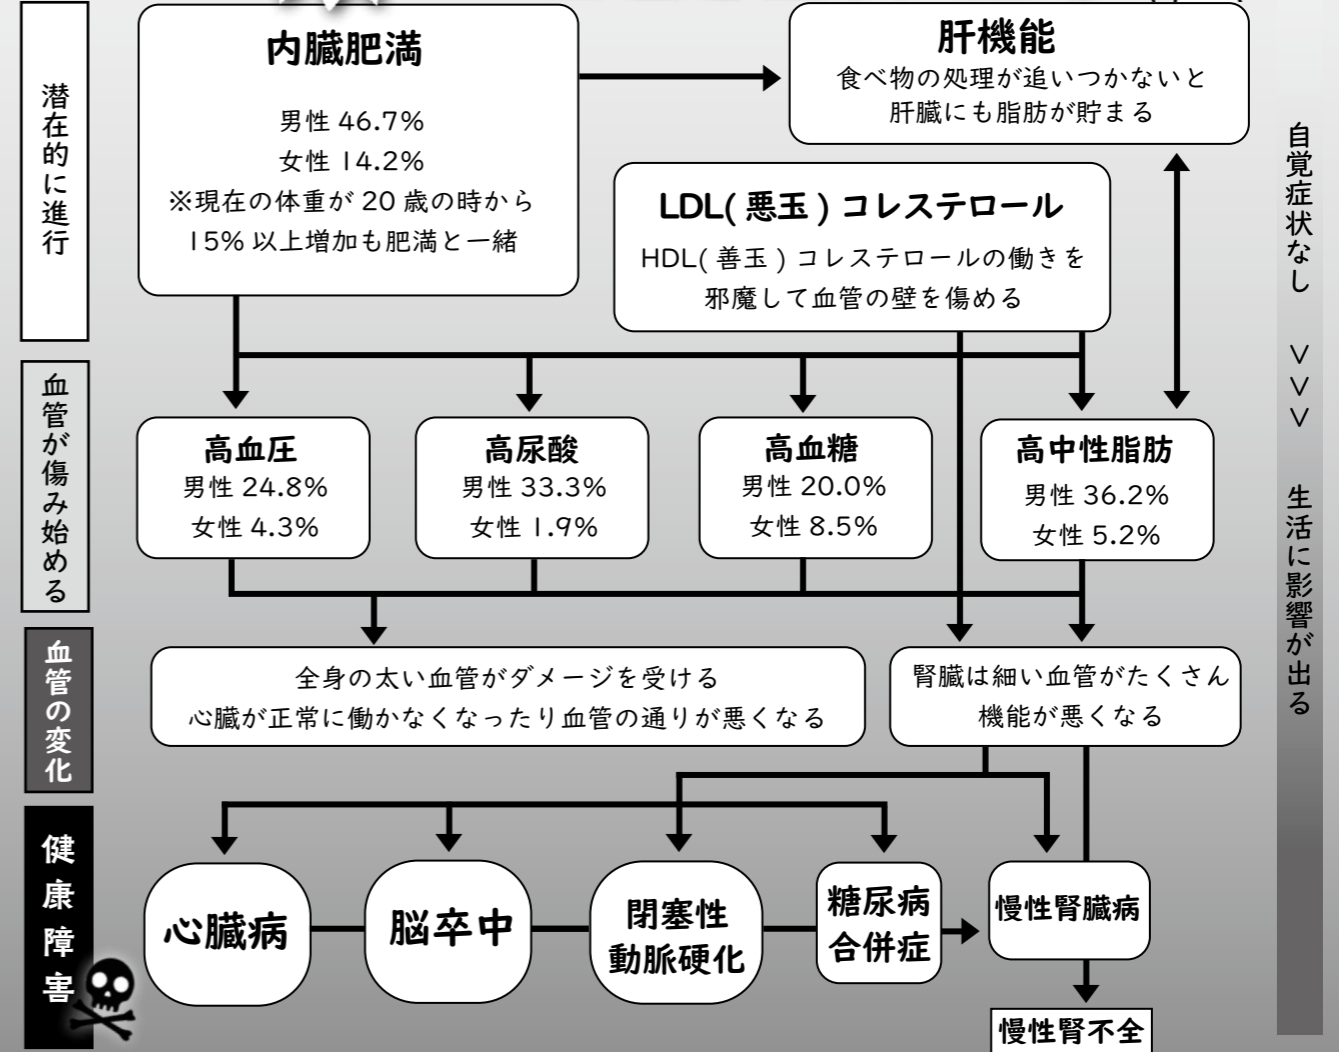 内臓肥満
男性 46.7%
女性 14.2%
※現在の体重が 20 歳の時から
15% 以上増加も肥満と一緒
肝機能
食べ物の処理が追いつかないと
肝臓にも脂肪が貯まる
LDL( 悪玉 ) コレステロール
HDL( 善玉 ) コレステロールの働きを
邪魔して血管の壁を傷める
潜在的に進行
自覚症状なし
>>>
生活に影響が出る
血管が傷み始める
高血圧
男性 24.8%
女性 4.3%
高尿酸
男性 33.3%
女性 1.9%
高血糖
男性 20.0%
女性 8.5%
高中性脂肪
男性 36.2%
女性 5.2%
血管の変化
全身の太い血管がダメージを受ける
心臓が正常に働かなくなったり血管の通りが悪くなる
腎臓は細い血管がたくさん
機能が悪くなる
健康障害
心臓病
脳卒中
閉塞性
動脈硬化
糖尿病
合併症
慢性腎臓病
慢性腎不全